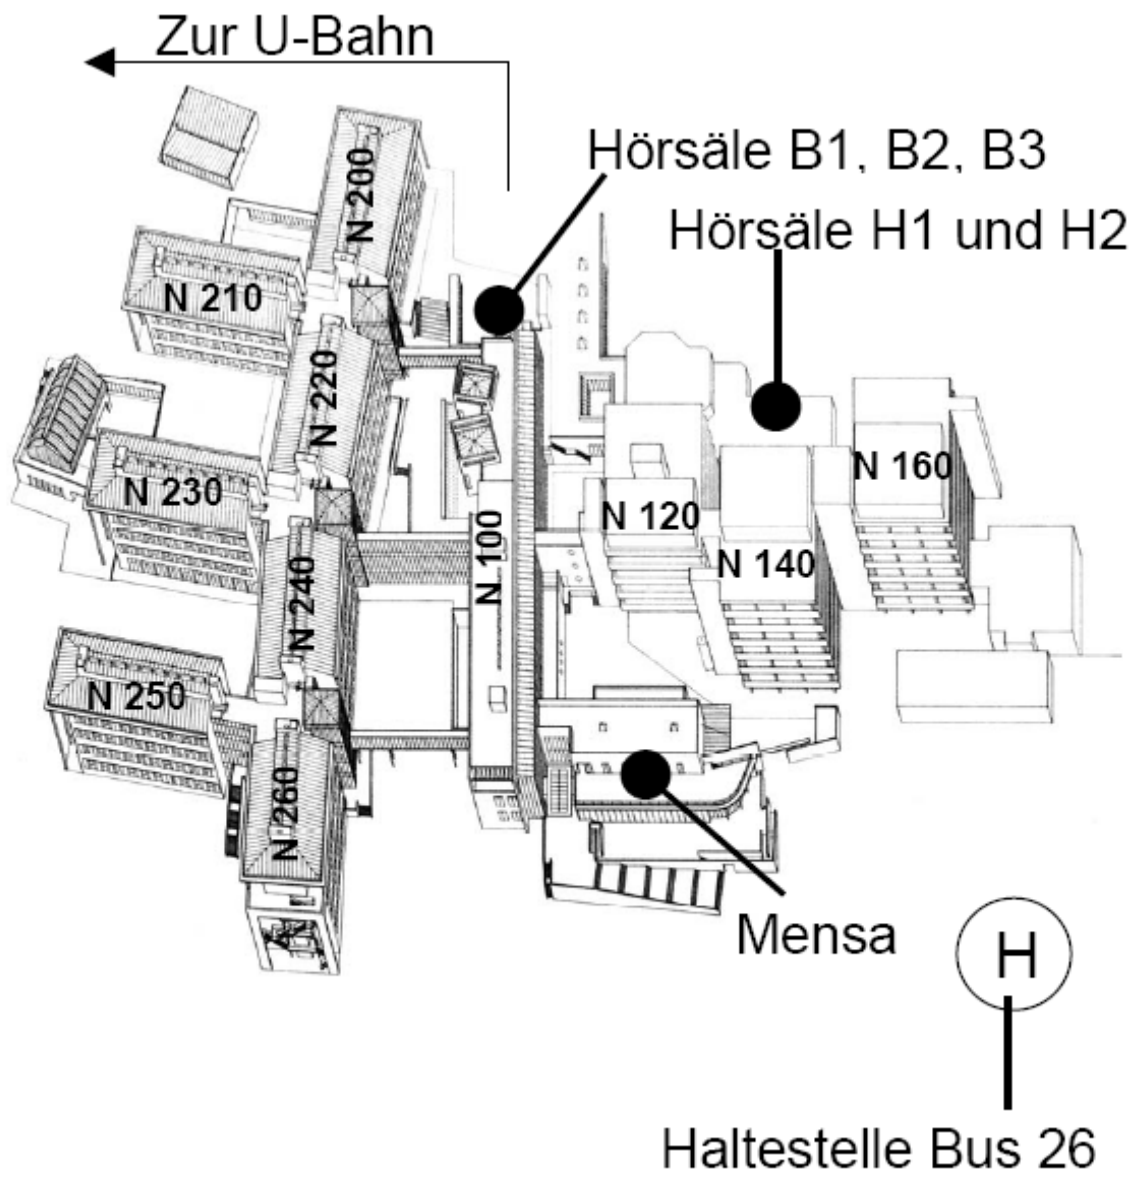 Zur U-Bahn
Hörsäle B1, B2, B3
Hörsäle H1 und H2
N 200
N 210
N 220
N 230
N 240
N 250
N 260
N 100
N 120
N 140
N 160
Mensa
H
Haltestelle Bus 26